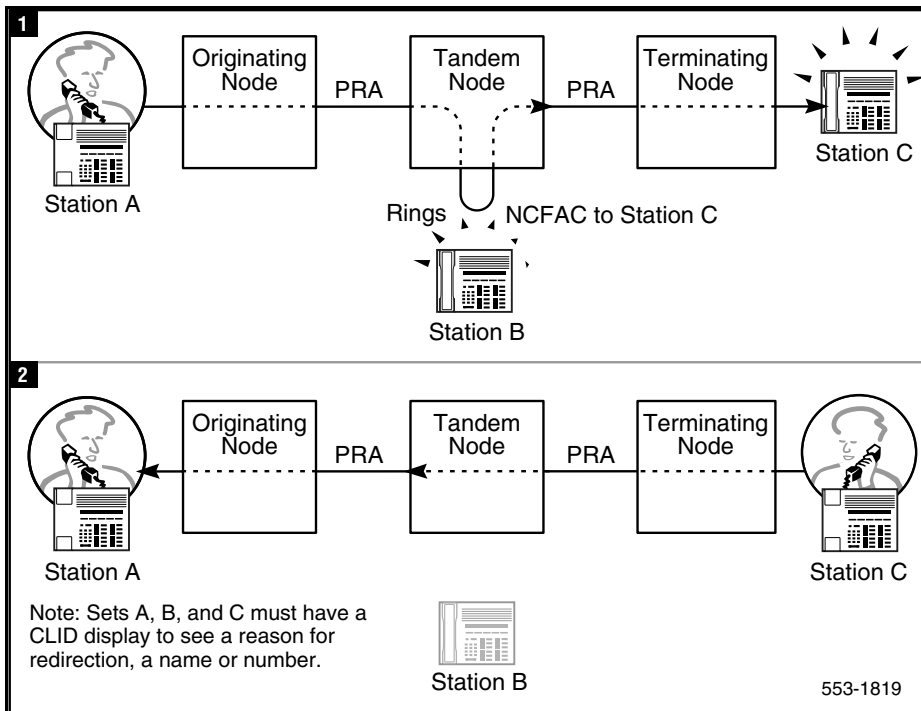 1
Originating
Node
PRA
Tandem
Node
PRA
Terminating
Node
Station A
Station C
Rings
NCFAC to Station C
Station B
2
Originating
Node
PRA
Tandem
Node
PRA
Terminating
Node
Station A
Station C
Note: Sets A, B, and C must have a
CLID display to see a reason for
redirection, a name or number.
Station B
553-1819